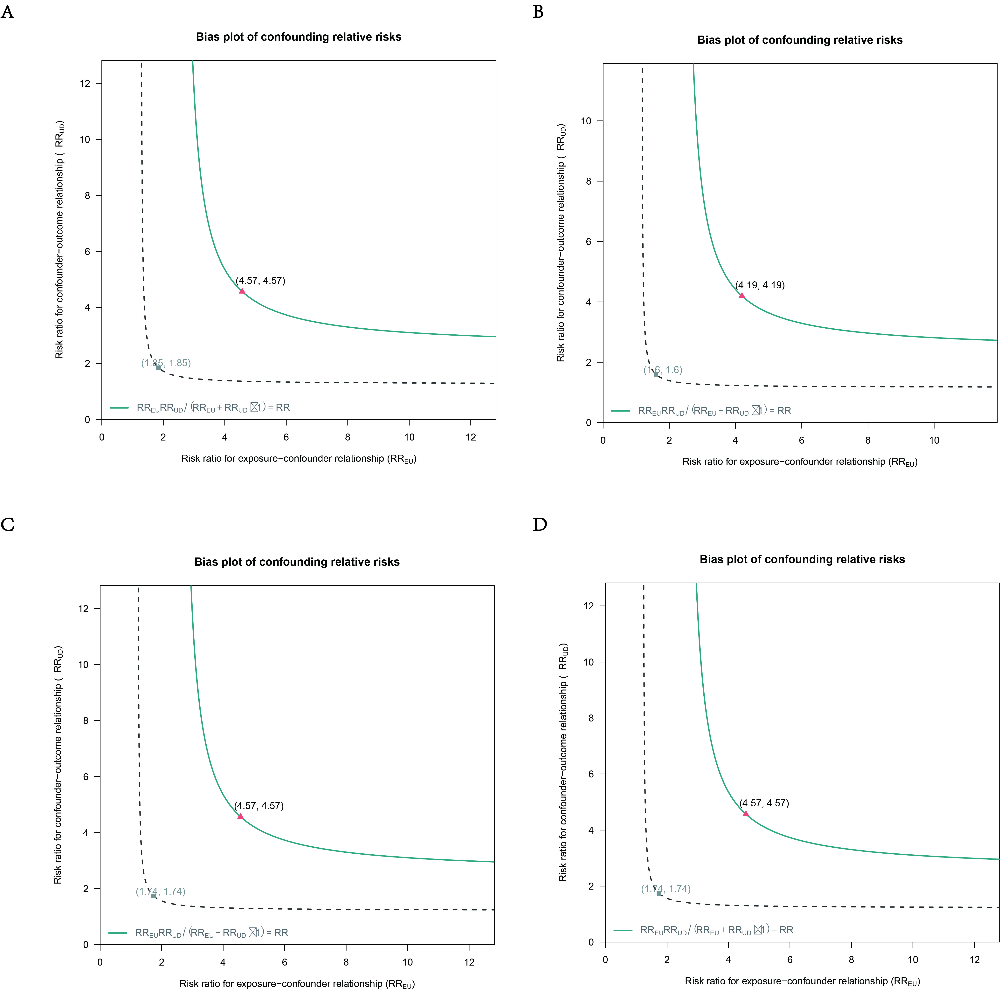 A
Bias plot of confounding relative risks
Risk ratio for confounder−outcome relationship ( RRUD)
12
10
8
6
4
2
0
(4.57, 4.57)
(1.85, 1.85)
RREURRUD/ (RREU + RRUD 1) = RR
0 2 4 6 8 10 12
Risk ratio for exposure−confounder relationship (RREU)
B
Bias plot of confounding relative risks
Risk ratio for confounder−outcome relationship ( RRUD)
10
8
6
4
2
0
(4.19, 4.19)
(1.6, 1.6)
RREURRUD/ (RREU + RRUD 1) = RR
0 2 4 6 8 10
Risk ratio for exposure−confounder relationship (RREU)
C
Bias plot of confounding relative risks
Risk ratio for confounder−outcome relationship ( RRUD)
12
10
8
6
4
2
0
(4.57, 4.57)
(1.74, 1.74)
RREURRUD/ (RREU + RRUD 1) = RR
0 2 4 6 8 10 12
Risk ratio for exposure−confounder relationship (RREU)
D
Bias plot of confounding relative risks
Risk ratio for confounder−outcome relationship ( RRUD)
12
10
8
6
4
2
0
(4.57, 4.57)
(1.74, 1.74)
RREURRUD/ (RREU + RRUD 1) = RR
0 2 4 6 8 10 12
Risk ratio for exposure−confounder relationship (RREU)